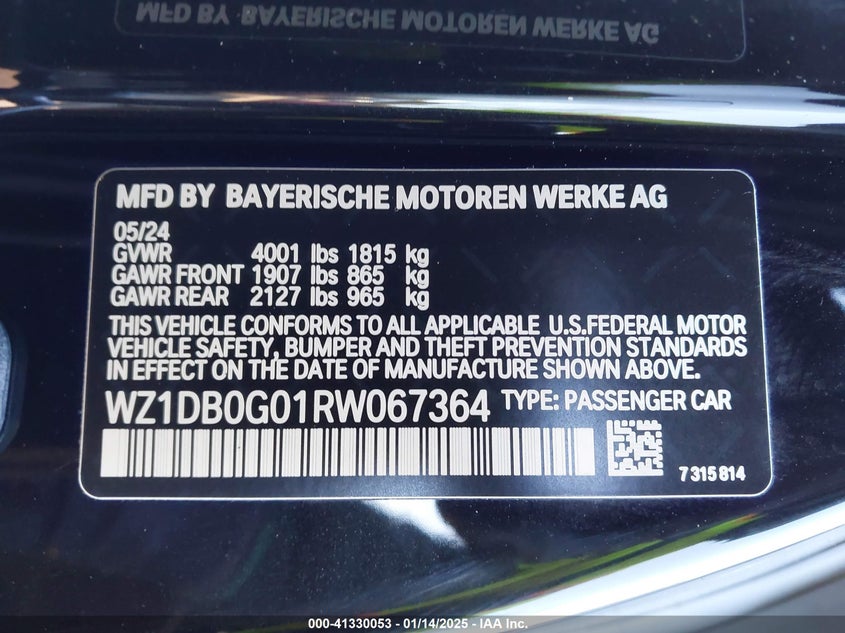 MFD BY BAYERISCHE MOTOREN WERKE AG
MFD BY BAYERISCHE MOTOREN WERKE AG
05/24
GVWR 4001 lbs 1815 kg
GAWR FRONT 1907 lbs 865 kg
GAWR REAR 2127 lbs 965 kg
THIS VEHICLE CONFORMS TO ALL APPLICABLE U.S.FEDERAL MOTOR
VEHICLE SAFETY, BUMPER AND THEFT PREVENTION STANDARDS
IN EFFECT ON THE DATE OF MANUFACTURE SHOWN ABOVE.
WZ1DB0G01RW067364 TYPE: PASSENGER CAR
7315814
000-41330053 - 01/14/2025 - IAA Inc.